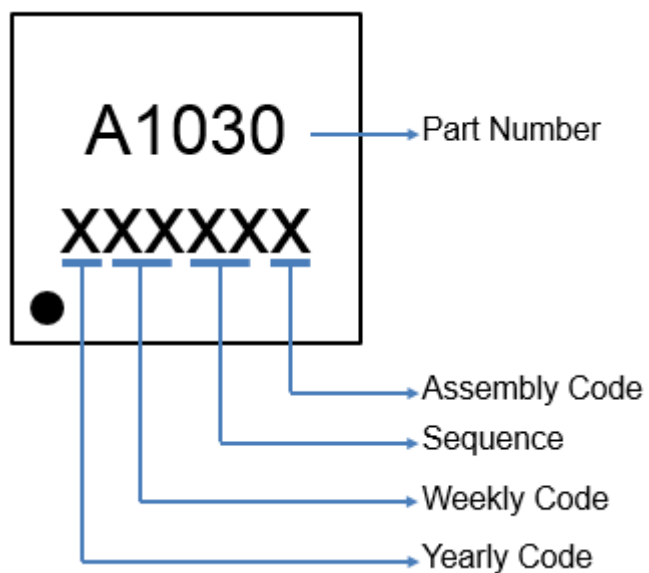 A1030
Part Number
XXXXXX
Assembly Code
Sequence
Weekly Code
Yearly Code